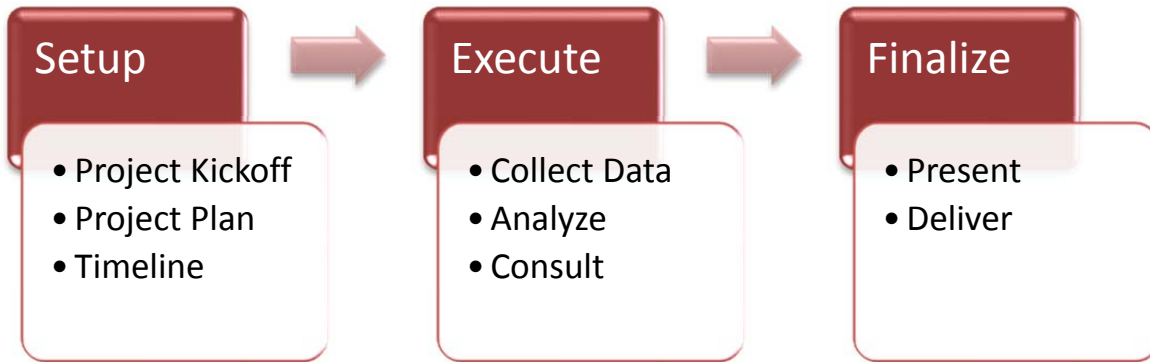 Setup
• Project Kickoff
• Project Plan
• Timeline
Execute
• Collect Data
• Analyze
• Consult
Finalize
• Present
• Deliver